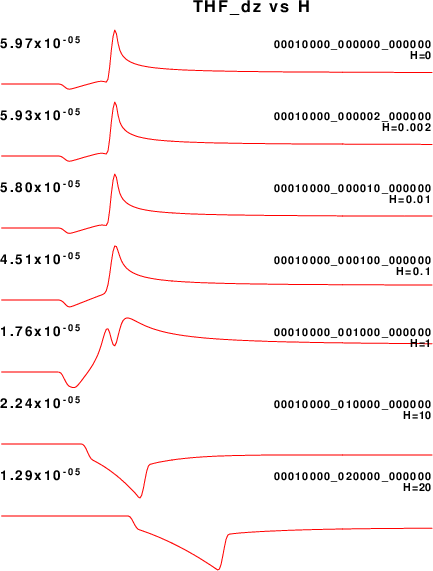 THF_dz vs H
5.97x10-05 00010000_000000_000000
H=0
5.93x10-05 00010000_000002_000000
H=0.002
5.80x10-05 00010000_000010_000000
H=0.01
4.51x10-05 00010000_000100_000000
H=0.1
1.76x10-05 00010000_001000_000000
H=1
2.24x10-05 00010000_010000_000000
H=10
1.29x10-05 00010000_020000_000000
H=20